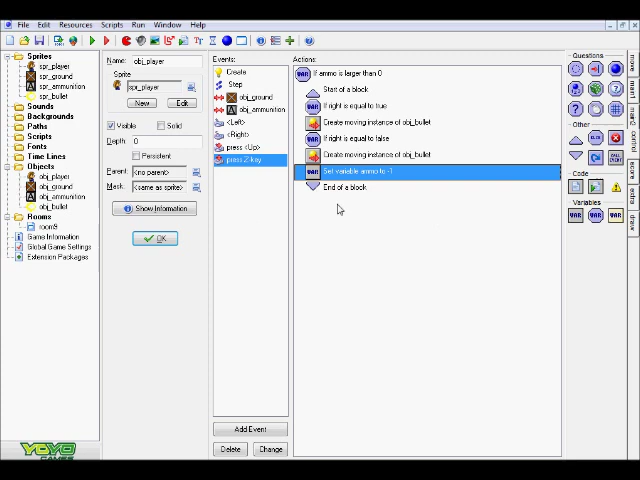 File Edit Resources Scripts Run Window Help
Sprites
spr_player
spr_ground
spr_ammunition
spr_bullet
Sounds
Backgrounds
Paths
Scripts
Fonts
Time Lines
Objects
obj_player
obj_ground
obj_ammunition
obj_bullet
Rooms
Game Information
Global Game Settings
Extension Packages
YOYO
GAMES
Name: obj_player
Sprite
spr_player
New Edit
Visible Solid
Depth: 0
Persistent
Parent: <no parent>
Mask: <same as sprite>
Show Information
OK
Events:
Create
Step
obj_ground
obj_ammunition
<Left>
<Right>
press <Up>
press Z-key
Add Event
Delete Change
Actions:
If ammo is larger than 0
Start of a block
If right is equal to true
Create moving instance of obj_bullet
If right is equal to false
Create moving instance of obj_bullet
Set variable ammo to -1
End of a block
Questions
Other
EXIT
CALL EVENT
Code
Variables
VAR VAR VAR
move
main1
main2
control
score
extra
draw